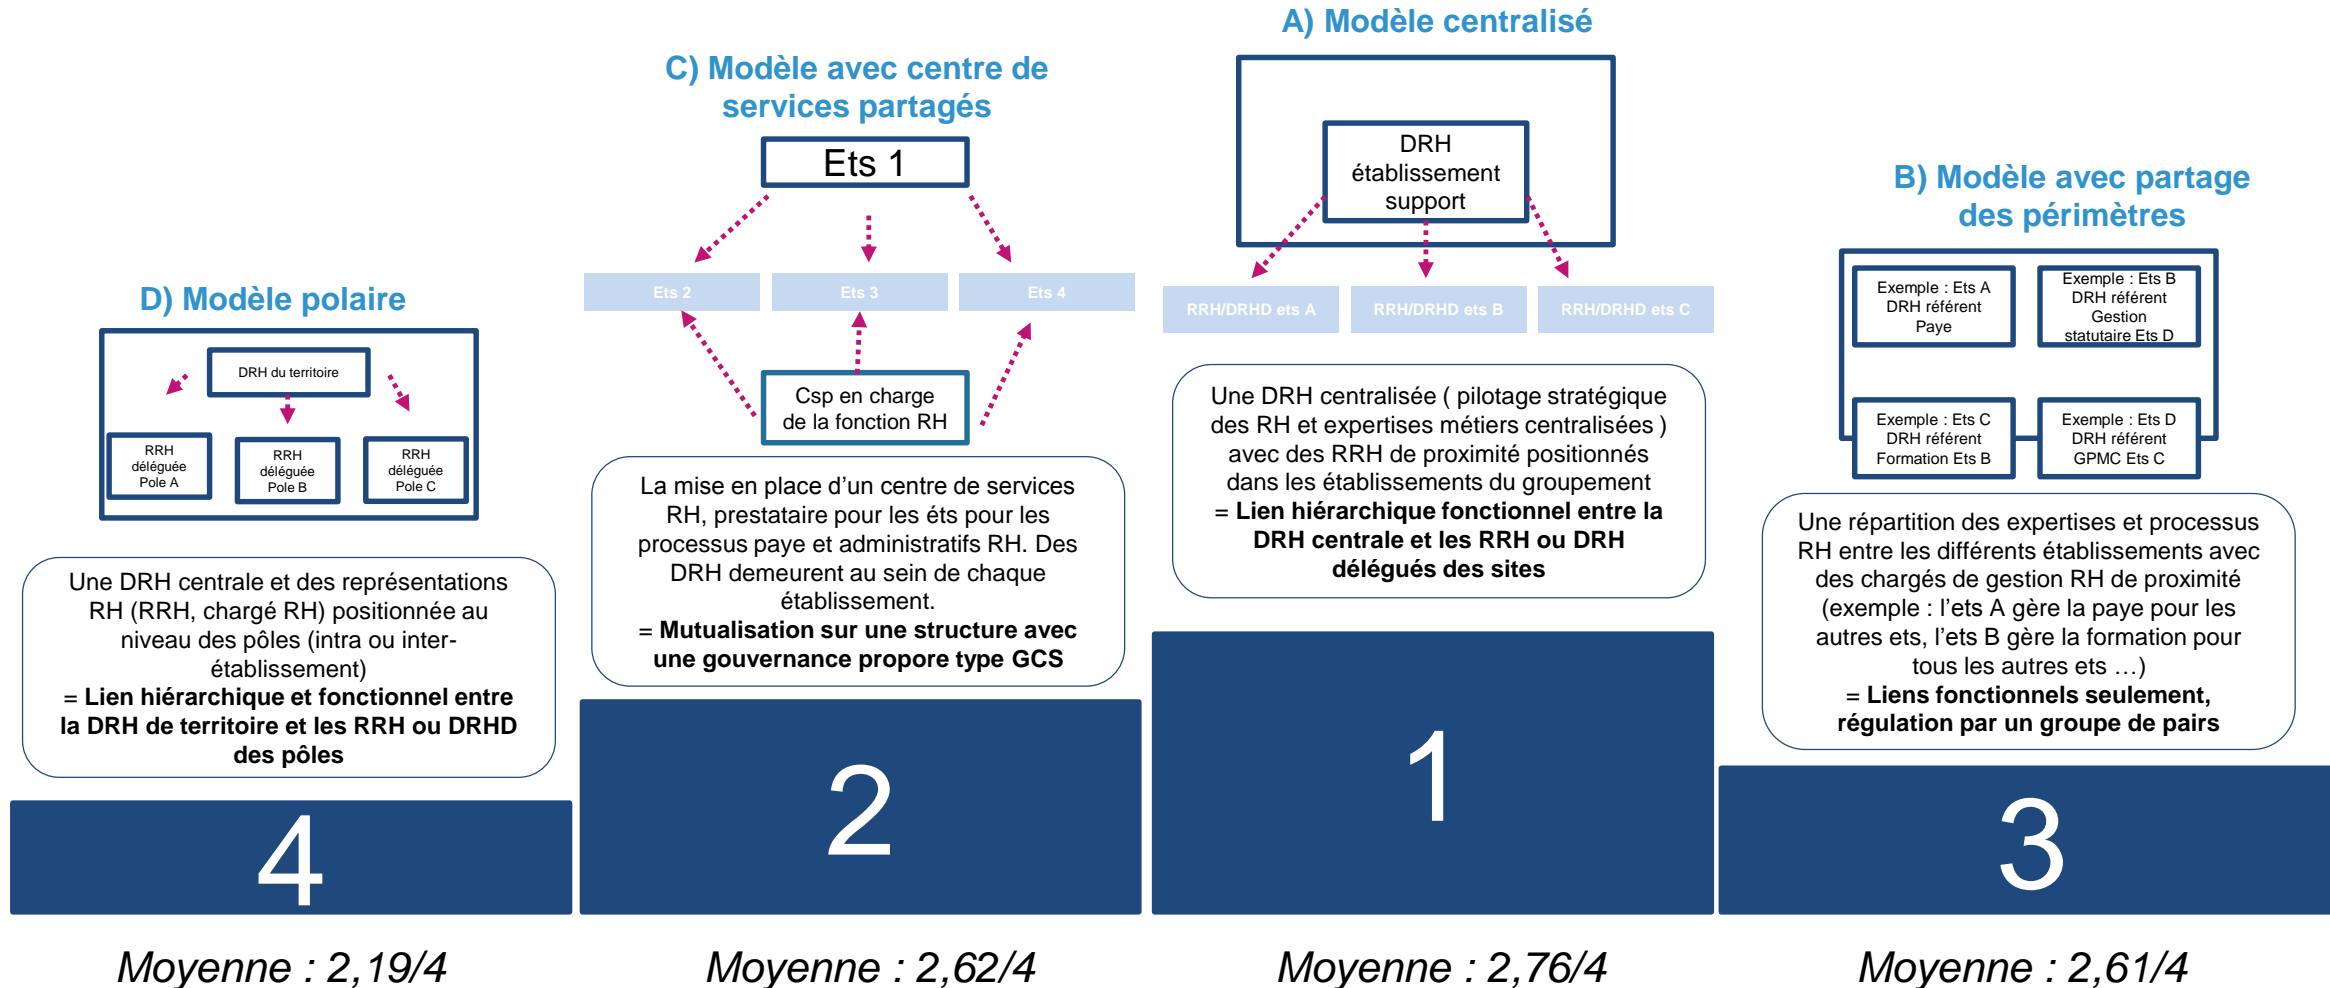 D) Modèle polaire
DRH du territoire
RRH
déléguée
Pole A
RRH
déléguée
Pole B
RRH
déléguée
Pole C
Une DRH centrale et des représentations
RH (RRH, chargé RH) positionnée au
niveau des pôles (intra ou inter-
établissement)
= Lien hiérarchique et fonctionnel entre
la DRH de territoire et les RRH ou DRHD
des pôles
4
Moyenne : 2,19/4
C) Modèle avec centre de
services partagés
Ets 1
Ets 2
Ets 3
Ets 4
Csp en charge
de la fonction RH
La mise en place d’un centre de services
RH, prestataire pour les éts pour les
processus paye et administratifs RH. Des
DRH demeurent au sein de chaque
établissement.
= Mutualisation sur une structure avec
une gouvernance propore type GCS
2
Moyenne : 2,62/4
A) Modèle centralisé
DRH
établissement
support
RRH/DRHD ets A
RRH/DRHD ets B
RRH/DRHD ets C
Une DRH centralisée ( pilotage stratégique
des RH et expertises métiers centralisées )
avec des RRH de proximité positionnés
dans les établissements du groupement
= Lien hiérarchique fonctionnel entre la
DRH centrale et les RRH ou DRH
délégués des sites
1
Moyenne : 2,76/4
B) Modèle avec partage
des périmètres
Exemple : Ets A
DRH référent
Paye
Exemple : Ets B
DRH référent
Gestion
statutaire Ets D
Exemple : Ets C
DRH référent
Formation Ets B
Exemple : Ets D
DRH référent
GPMC Ets C
Une répartition des expertises et processus
RH entre les différents établissements avec
des chargés de gestion RH de proximité
(exemple : l’ets A gère la paye pour les
autres ets, l’ets B gère la formation pour
tous les autres ets …)
= Liens fonctionnels seulement,
régulation par un groupe de pairs
3
Moyenne : 2,61/4